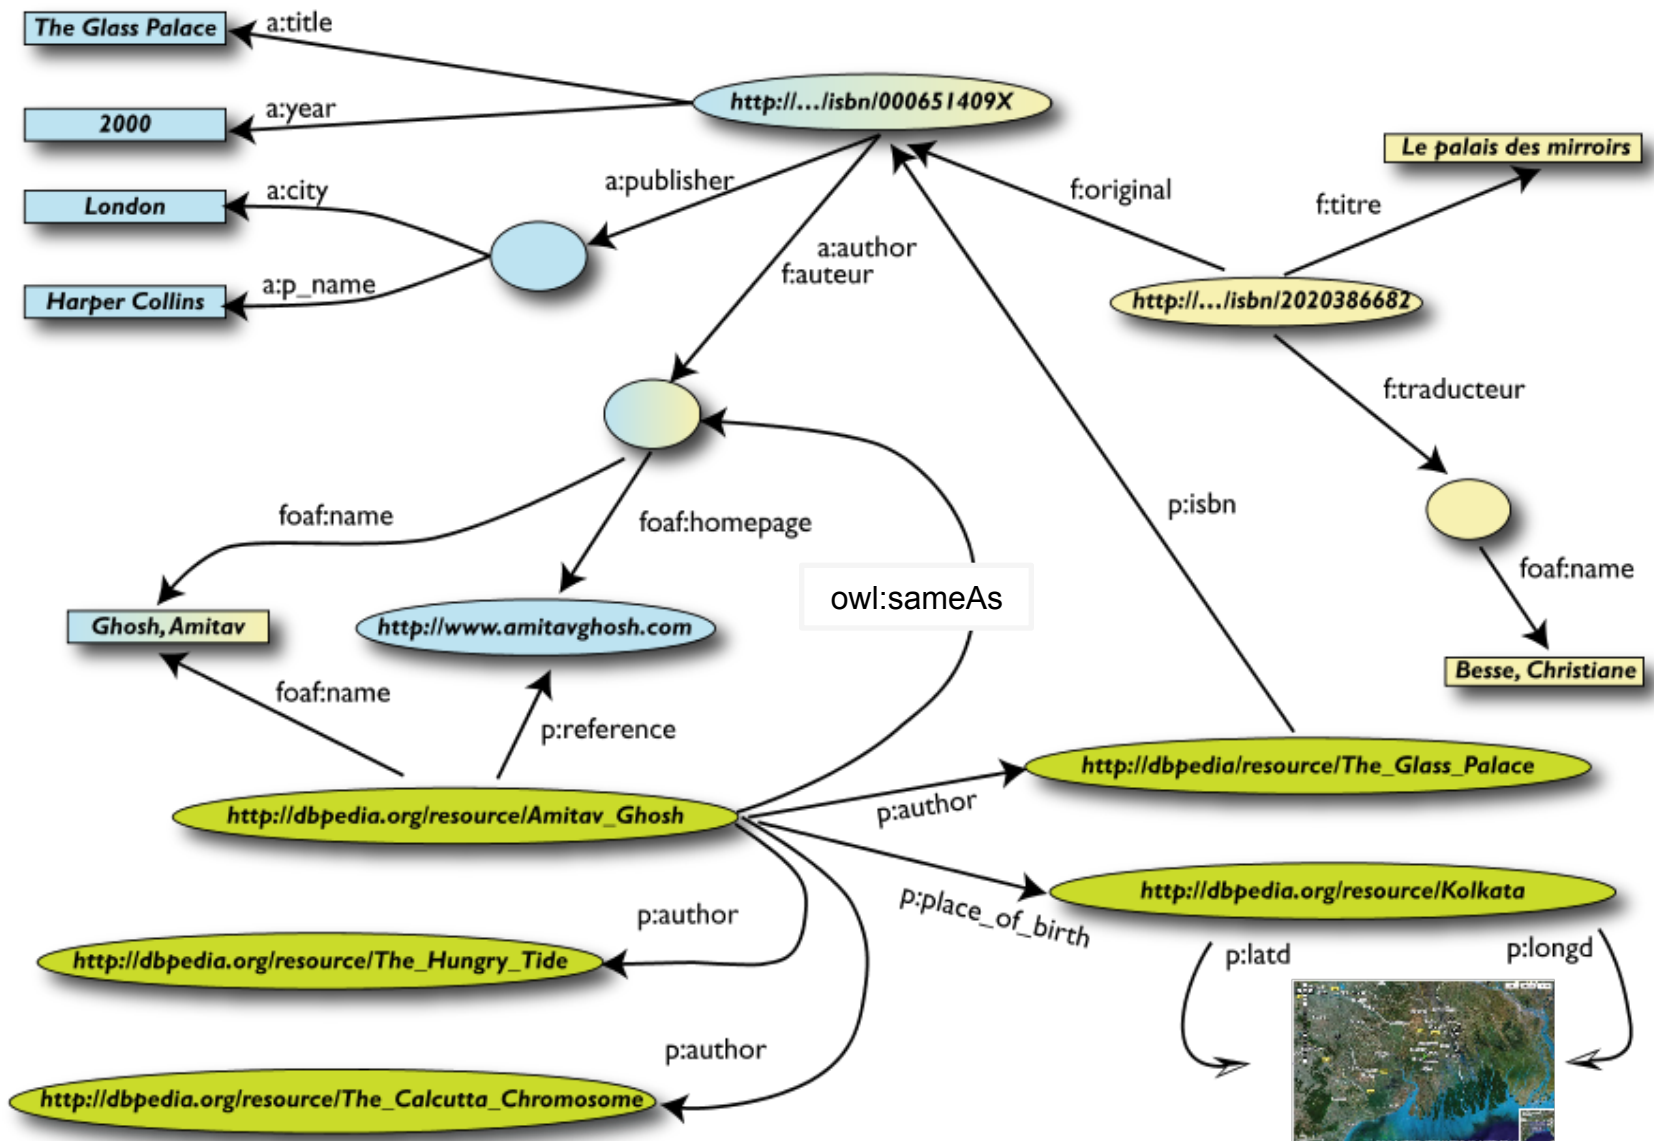 The Glass Palace
a:title
http://.../isbn/000651409X
2000
a:year
Le palais des mirroirs
London
a:city
a:publisher
f:original
f:titre
a:author
f:auteur
Harper Collins
a:p_name
http://.../isbn/2020386682
f:traducteur
foaf:name
foaf:homepage
p:isbn
owl:sameAs
foaf:name
Ghosh, Amitav
http://www.amitavghosh.com
Besse, Christiane
foaf:name
p:reference
http://dbpedia/resource/The_Glass_Palace
http://dbpedia.org/resource/Amitav_Ghosh
p:author
http://dbpedia.org/resource/Kolkata
p:place_of_birth
p:author
http://dbpedia.org/resource/The_Hungry_Tide
p:latd
p:longd
p:author
http://dbpedia.org/resource/The_Calcutta_Chromosome